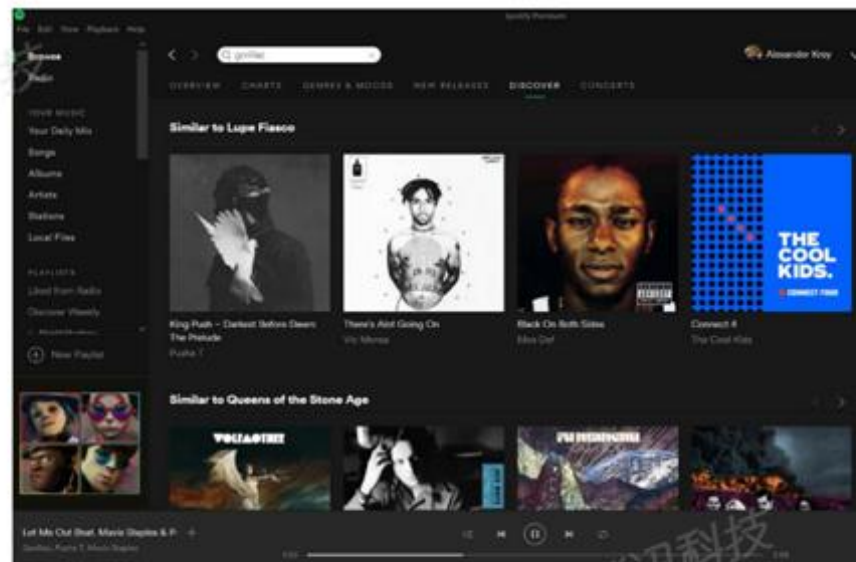 Spotify Premium
File Edit View Playback Help
Browse
Radio
YOUR MUSIC
Your Daily Mix
Songs
Albums
Artists
Stations
Local Files
PLAYLISTS
Liked from Radio
Discover Weekly
New Playlist
gorillaz
Alexander Kroy
OVERVIEW CHARTS GENRES & MOODS NEW RELEASES DISCOVER CONCERTS
Similar to Lupe Fiasco
THE
COOL
KIDS.
King Push – Darkest Before Dawn
The Prelude
Pusha T
There's Alot Going On
Vic Mensa
Black On Both Sides
Mos Def
Connect 4
The Cool Kids
Similar to Queens of the Stone Age
WOLFMOTHER
Let Me Out (feat. Mavis Staples & P
Gorillaz, Pusha T, Mavis Staples
科技